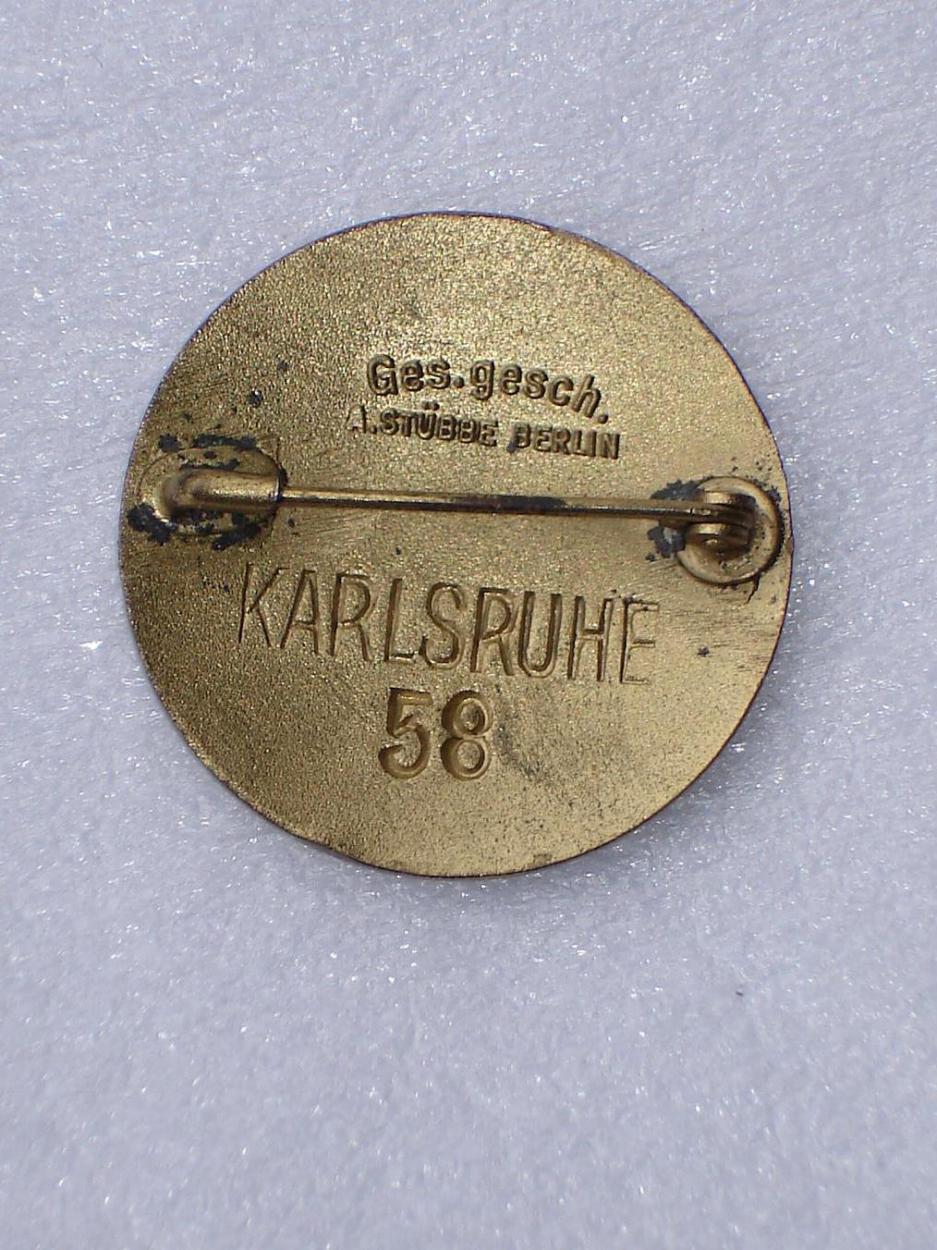 Ges. gesch.
A. STÜBBE BERLIN
KARLSRUHE
58